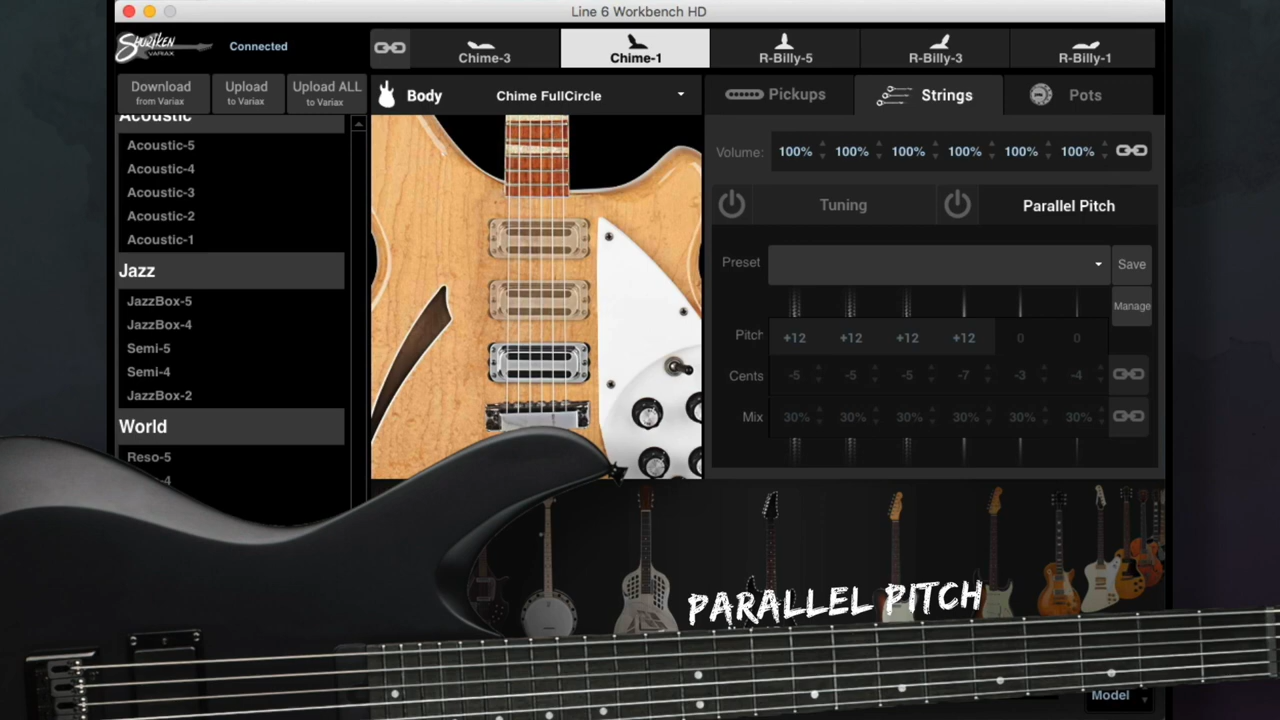 Line 6 Workbench HD
SHURIKEN
VARIAX
Connected
Chime-3
Chime-1
R-Billy-5
R-Billy-3
R-Billy-1
Download
from Variax
Upload
to Variax
Upload ALL
to Variax
Body
Chime FullCircle
Pickups
Strings
Pots
Acoustic
Acoustic-5
Acoustic-4
Acoustic-3
Acoustic-2
Acoustic-1
Jazz
JazzBox-5
JazzBox-4
Semi-5
Semi-4
JazzBox-2
World
Reso-5
-4
Volume: 100% 100% 100% 100% 100% 100%
Tuning
Parallel Pitch
Preset
Save
Manage
Pitch +12 +12 +12 +12 0 0
Cents -5 -5 -5 -7 -3 -4
Mix 30% 30% 30% 30% 30% 30%
PARALLEL PITCH
Model